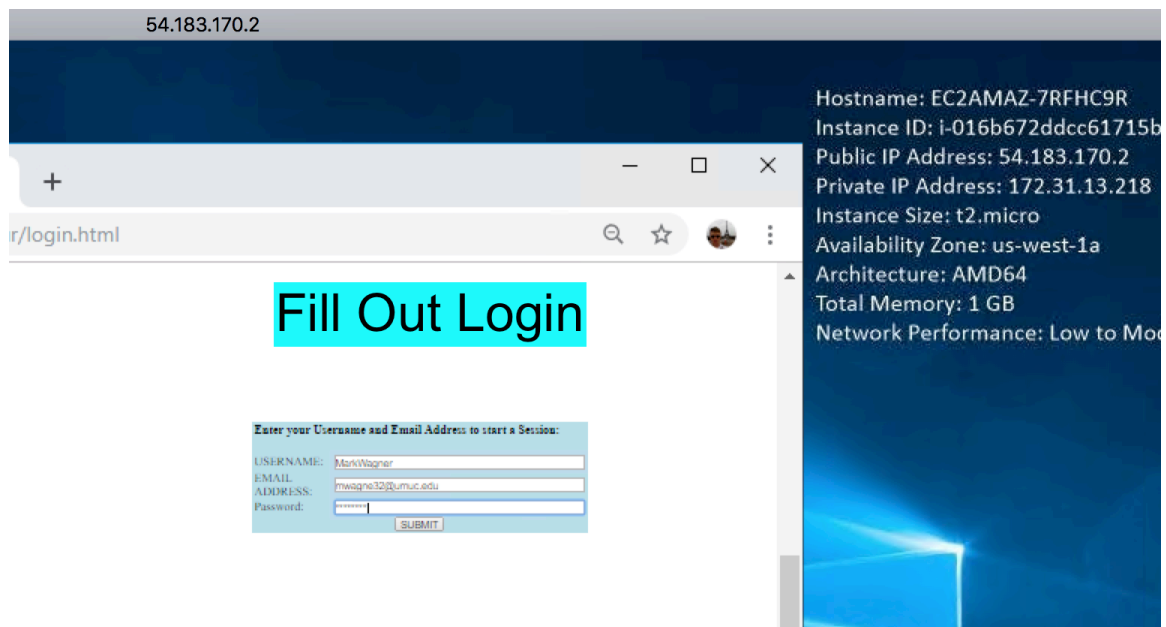 54.183.170.2
Hostname: EC2AMAZ-7RFHC9R
Instance ID: i-016b672ddcc61715b
Public IP Address: 54.183.170.2
Private IP Address: 172.31.13.218
Instance Size: t2.micro
Availability Zone: us-west-1a
Architecture: AMD64
Total Memory: 1 GB
Network Performance: Low to Mod
r/login.html
Fill Out Login
Enter your Username and Email Address to start a Session:
USERNAME: MarkWagner
EMAIL
ADDRESS: mwagne32@umuc.edu
Password: ********
SUBMIT